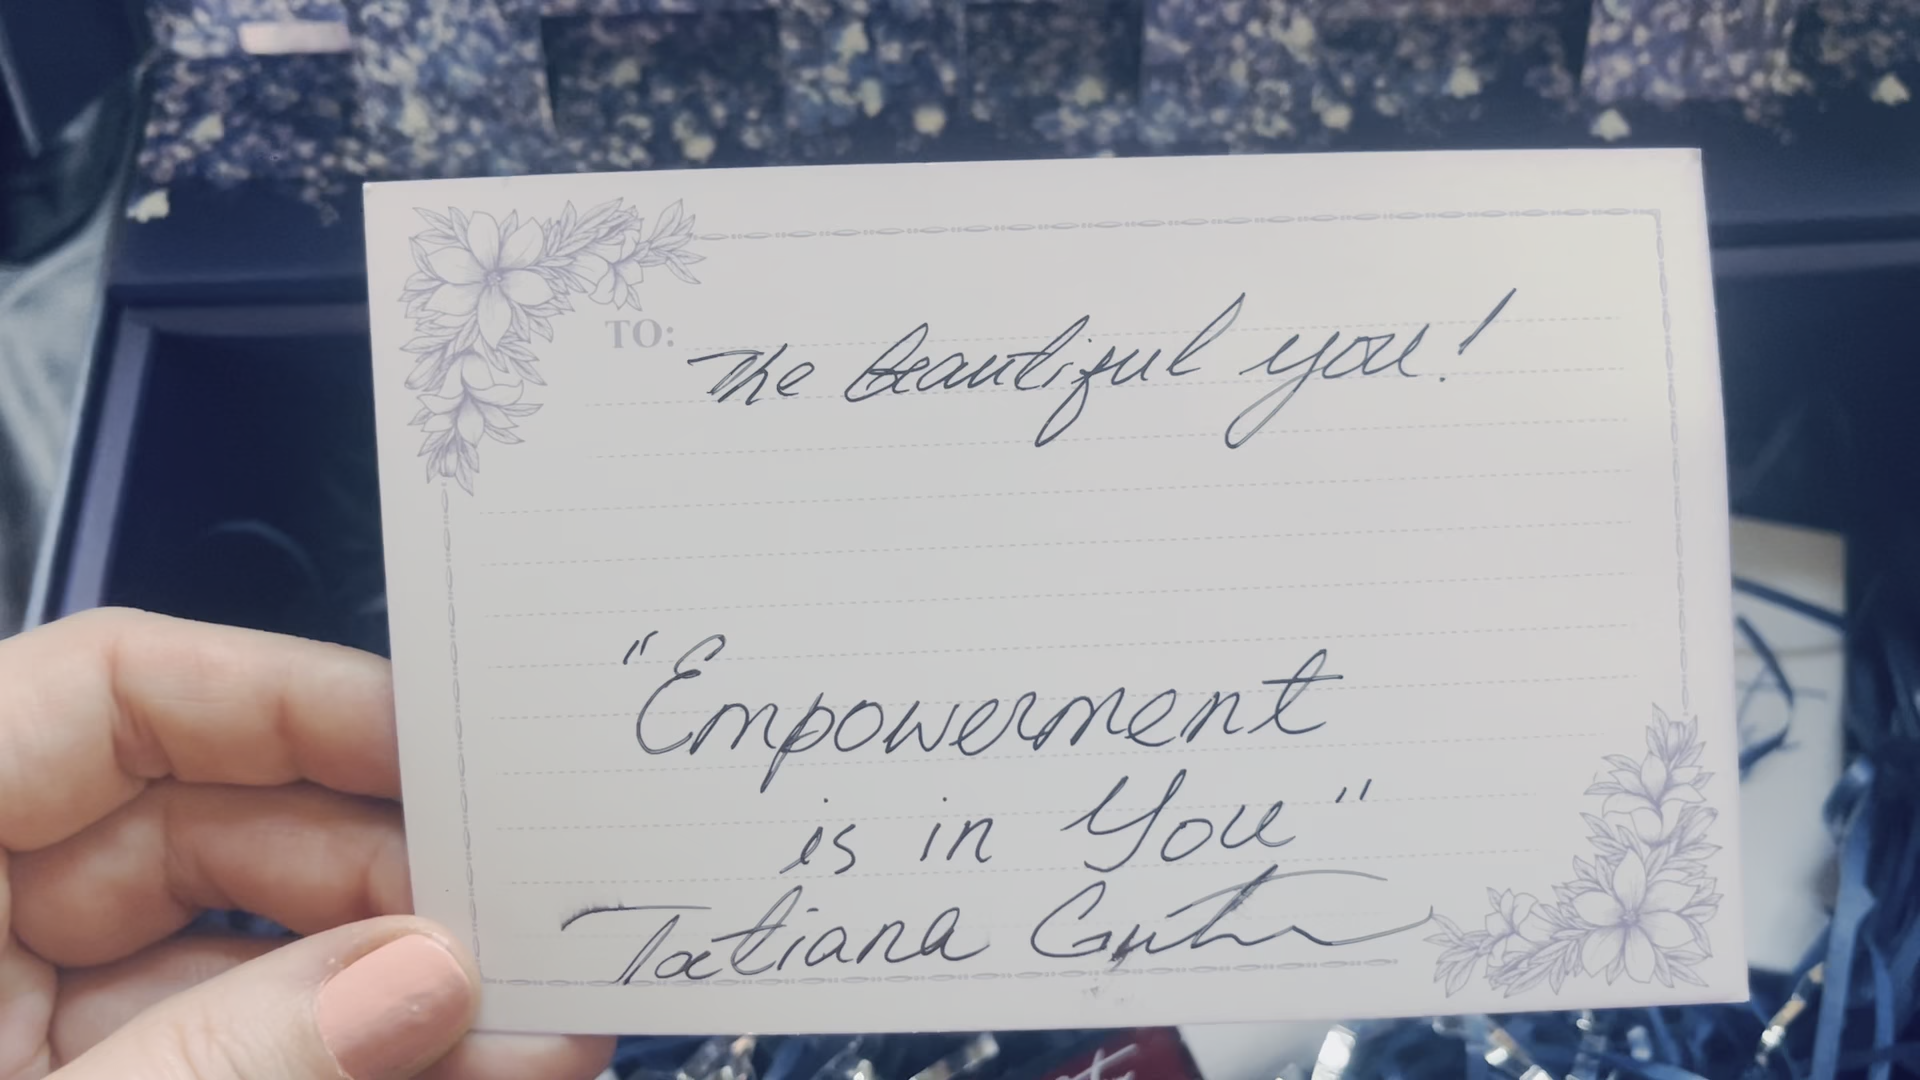 TO: The beautiful you!
"Empowerment
is in You"
Tatiana